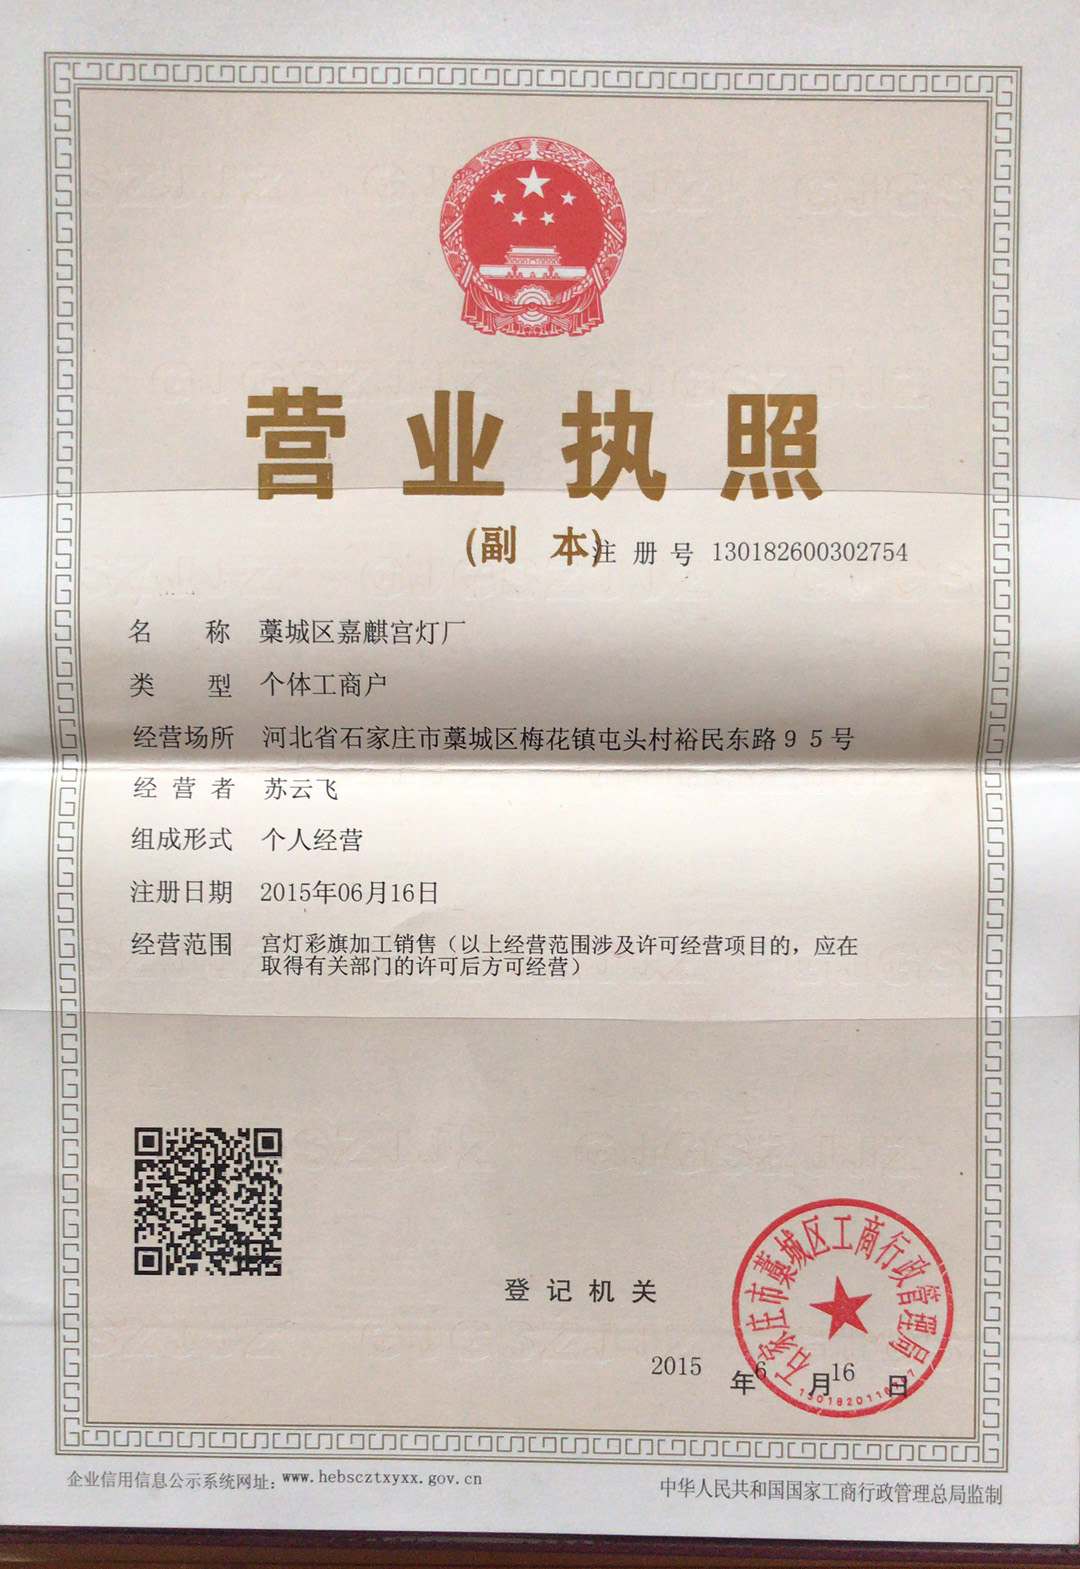 营业执照
(副 本)
注册号 130182600302754
名称 藁城区嘉麒宫灯厂
类型 个体工商户
经营场所 河北省石家庄市藁城区梅花镇屯头村裕民东路95号
经营者 苏云飞
组成形式 个人经营
注册日期 2015年06月16日
经营范围 宫灯彩旗加工销售（以上经营范围涉及许可经营项目的，应在
取得有关部门的许可后方可经营）
登记机关
石家庄市藁城区工商行政管理局
2015年6月16日
企业信用信息公示系统网址：www.hebscztxyxx.gov.cn
中华人民共和国国家工商行政管理总局监制